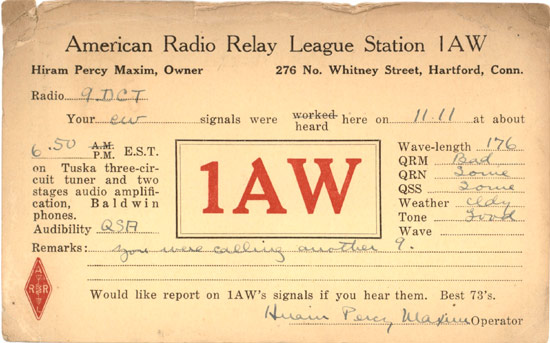 American Radio Relay League Station 1AW
Hiram Percy Maxim, Owner 276 No. Whitney Street, Hartford, Conn.
Radio 9DCT
Your cw signals were worked heard here on 11.11 at about
6.50 A.M. P.M. E.S.T.
on Tuska three-cir-
cuit tuner and two
stages audio amplifi-
cation, Baldwin
phones.
Audibility QSA
1AW
Wave-length 176
QRM Bad
QRN Some
QSS Some
Weather Cldy
Tone Good
Wave
Remarks: you were calling another 9.
A
R R
L
Would like report on 1AW's signals if you hear them. Best 73's.
Hiram Percy Maxim Operator